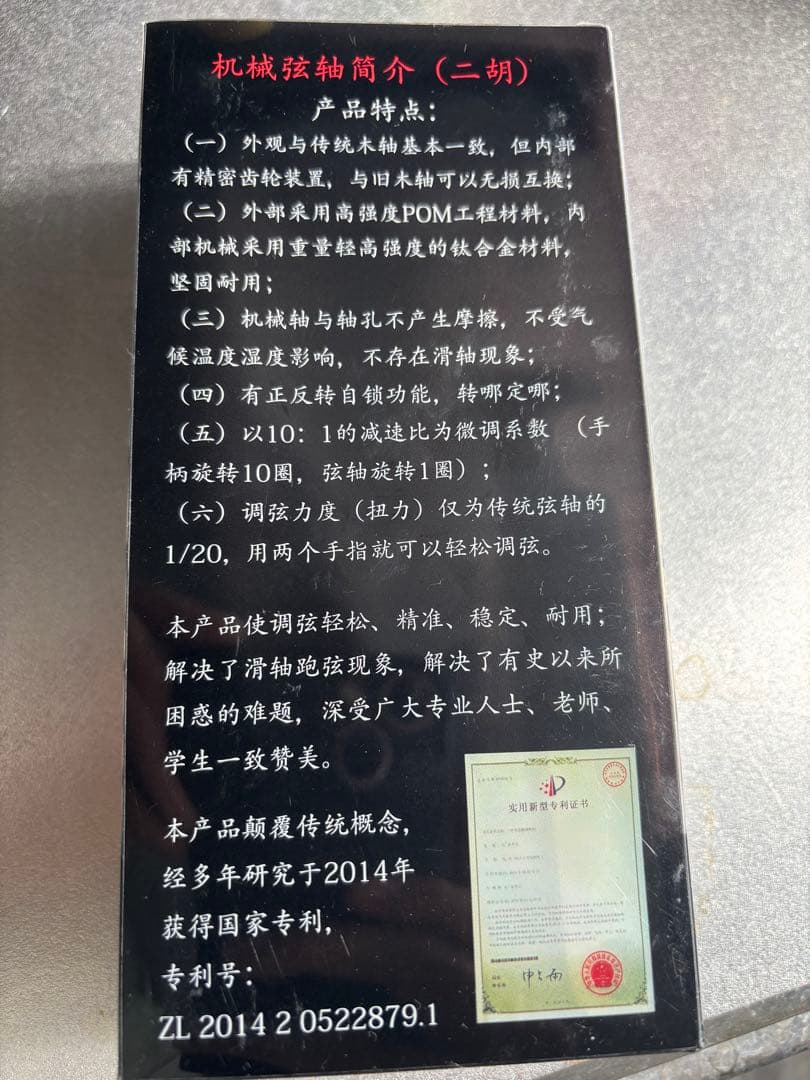 机械弦轴简介（二胡）
产品特点：
（一）外观与传统木轴基本一致，但内部
有精密齿轮装置，与旧木轴可以无损互换；
（二）外部采用高强度POM工程材料，内
部机械采用重量轻高强度的钛合金材料，
坚固耐用；
（三）机械轴与轴孔不产生摩擦，不受气
候温度湿度影响，不存在滑轴现象；
（四）有正反转自锁功能，转哪定哪；
（五）以10：1的减速比为微调系数（手
柄旋转10圈，弦轴旋转1圈）；
（六）调弦力度（扭力）仅为传统弦轴的
1/20，用两个手指就可以轻松调弦。
本产品使调弦轻松、精准、稳定、耐用；
解决了滑轴跑弦现象，解决了有史以来所
困惑的难题，深受广大专业人士、老师、
学生一致赞美。
本产品颠覆传统概念，
经多年研究于2014年
获得国家专利，
专利号：
ZL 2014 2 0522879.1
实用新型专利证书